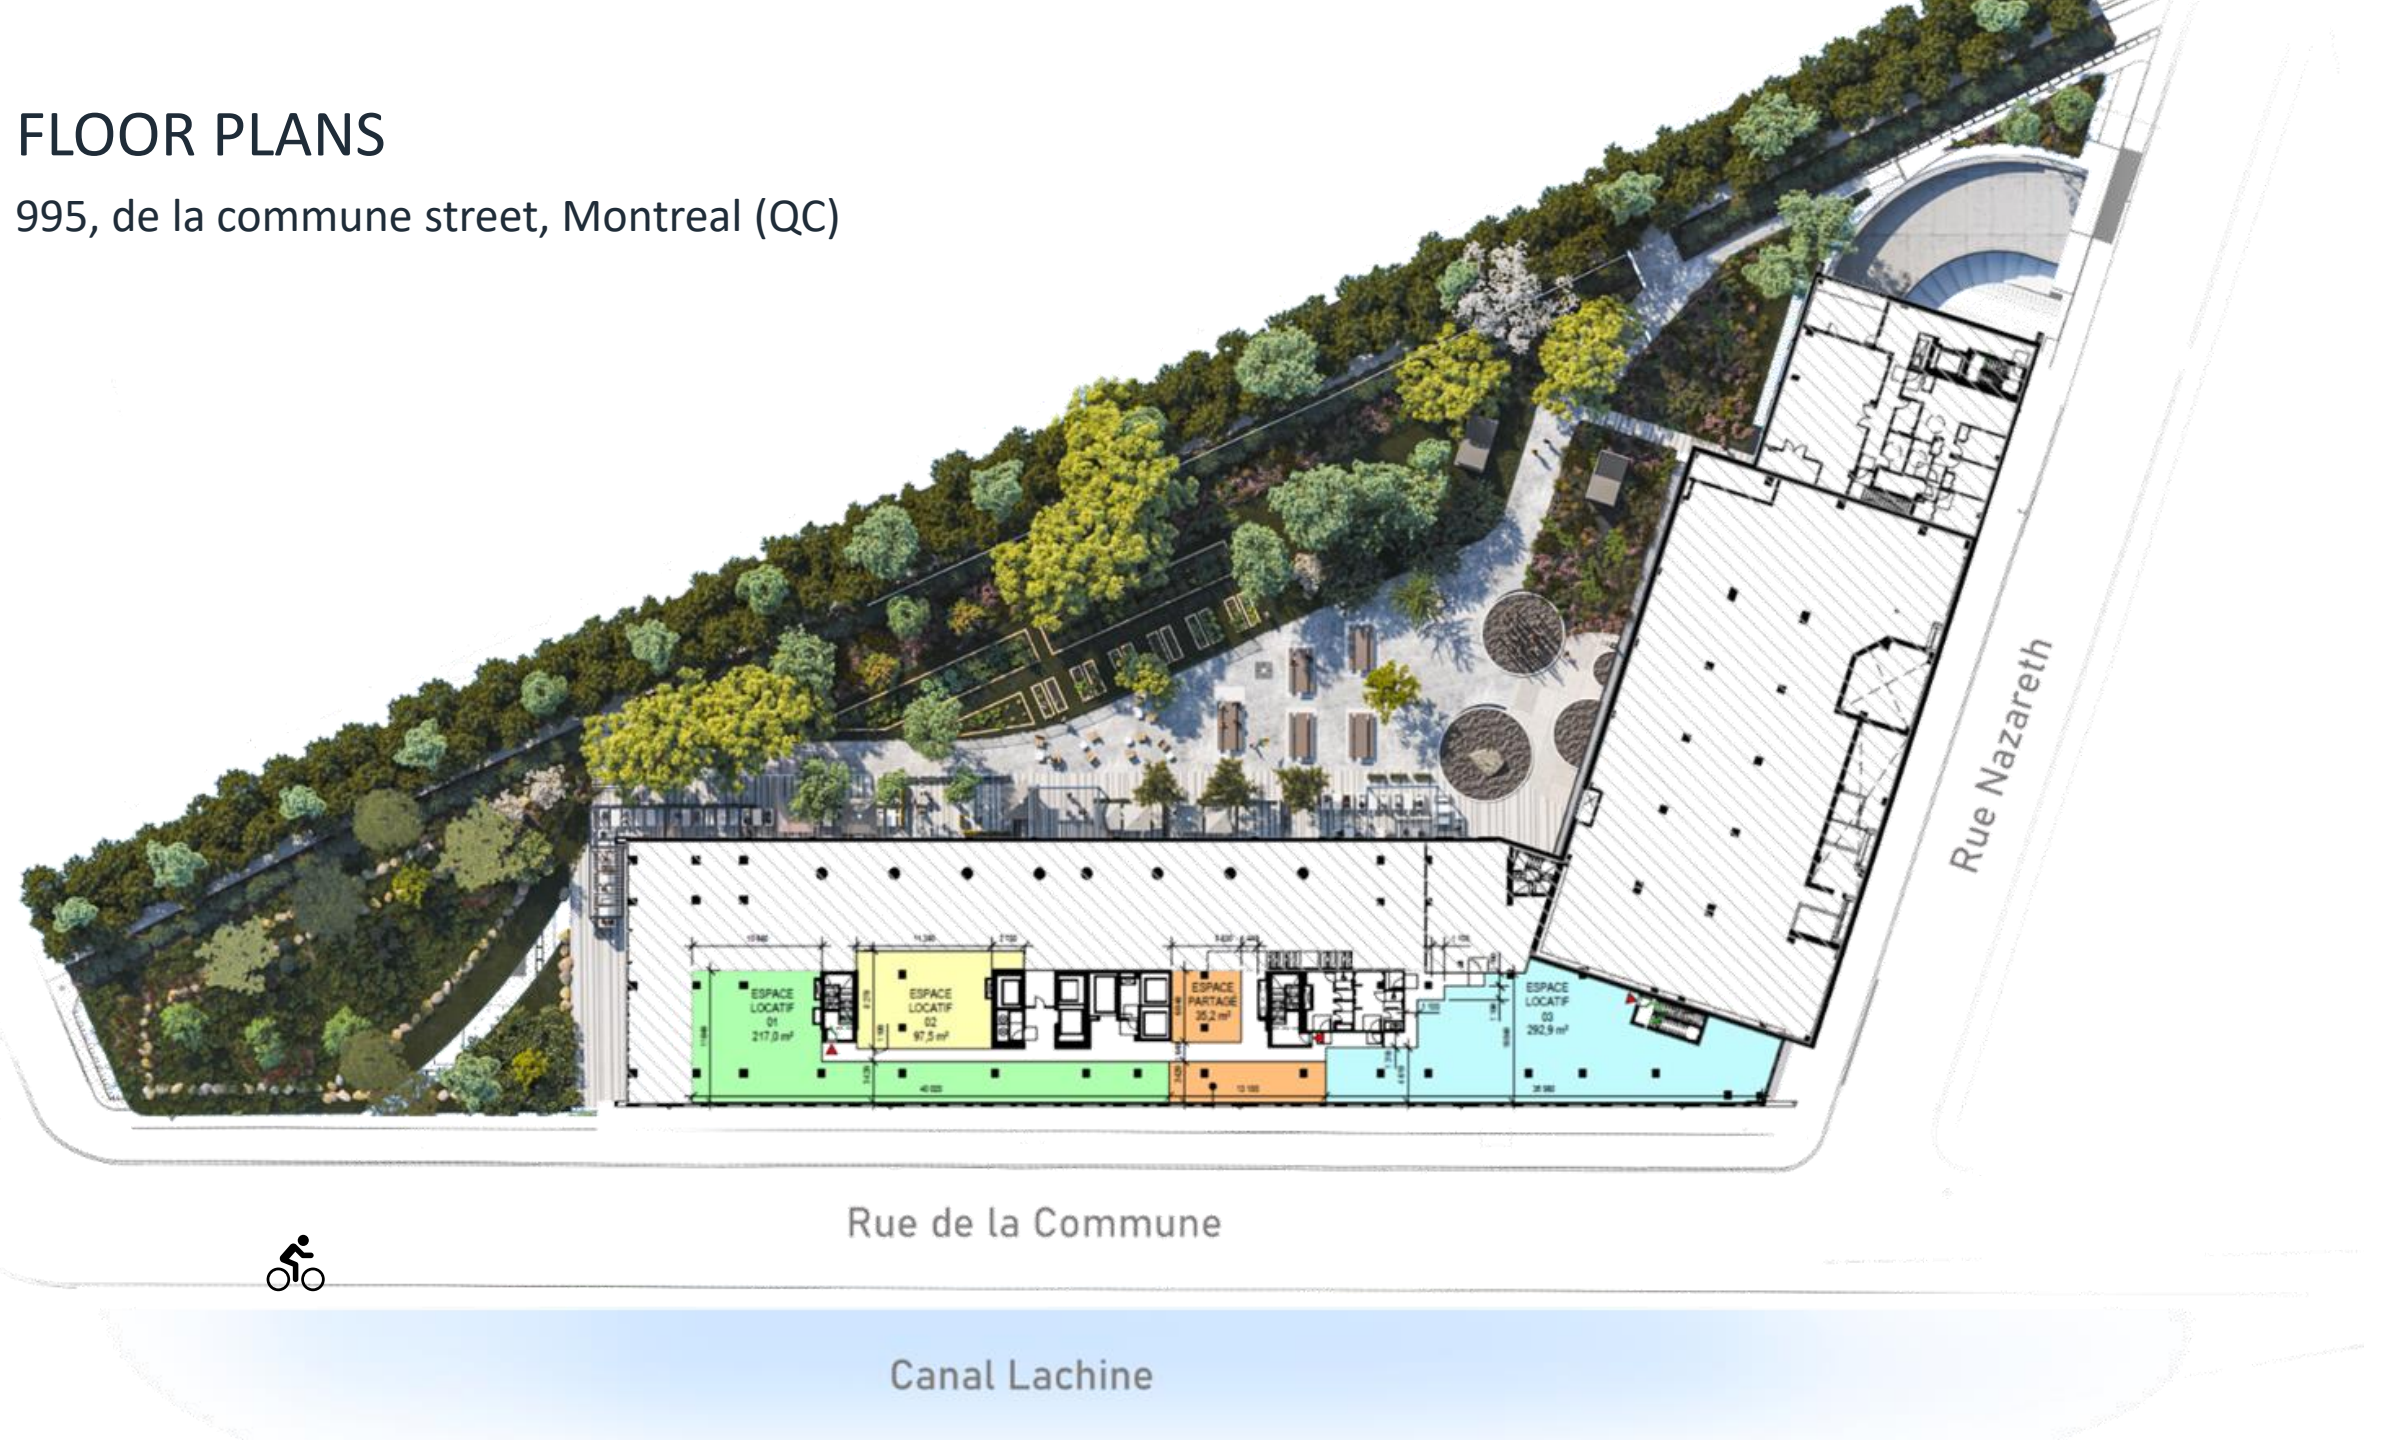 FLOOR PLANS
995, de la commune street, Montreal (QC)
Rue Nazareth
ESPACE
LOCATIF
01
217,0 m²
ESPACE
LOCATIF
02
97,5 m²
ESPACE
PARTAGÉ
35,2 m²
ESPACE
LOCATIF
03
292,9 m²
Rue de la Commune
Canal Lachine